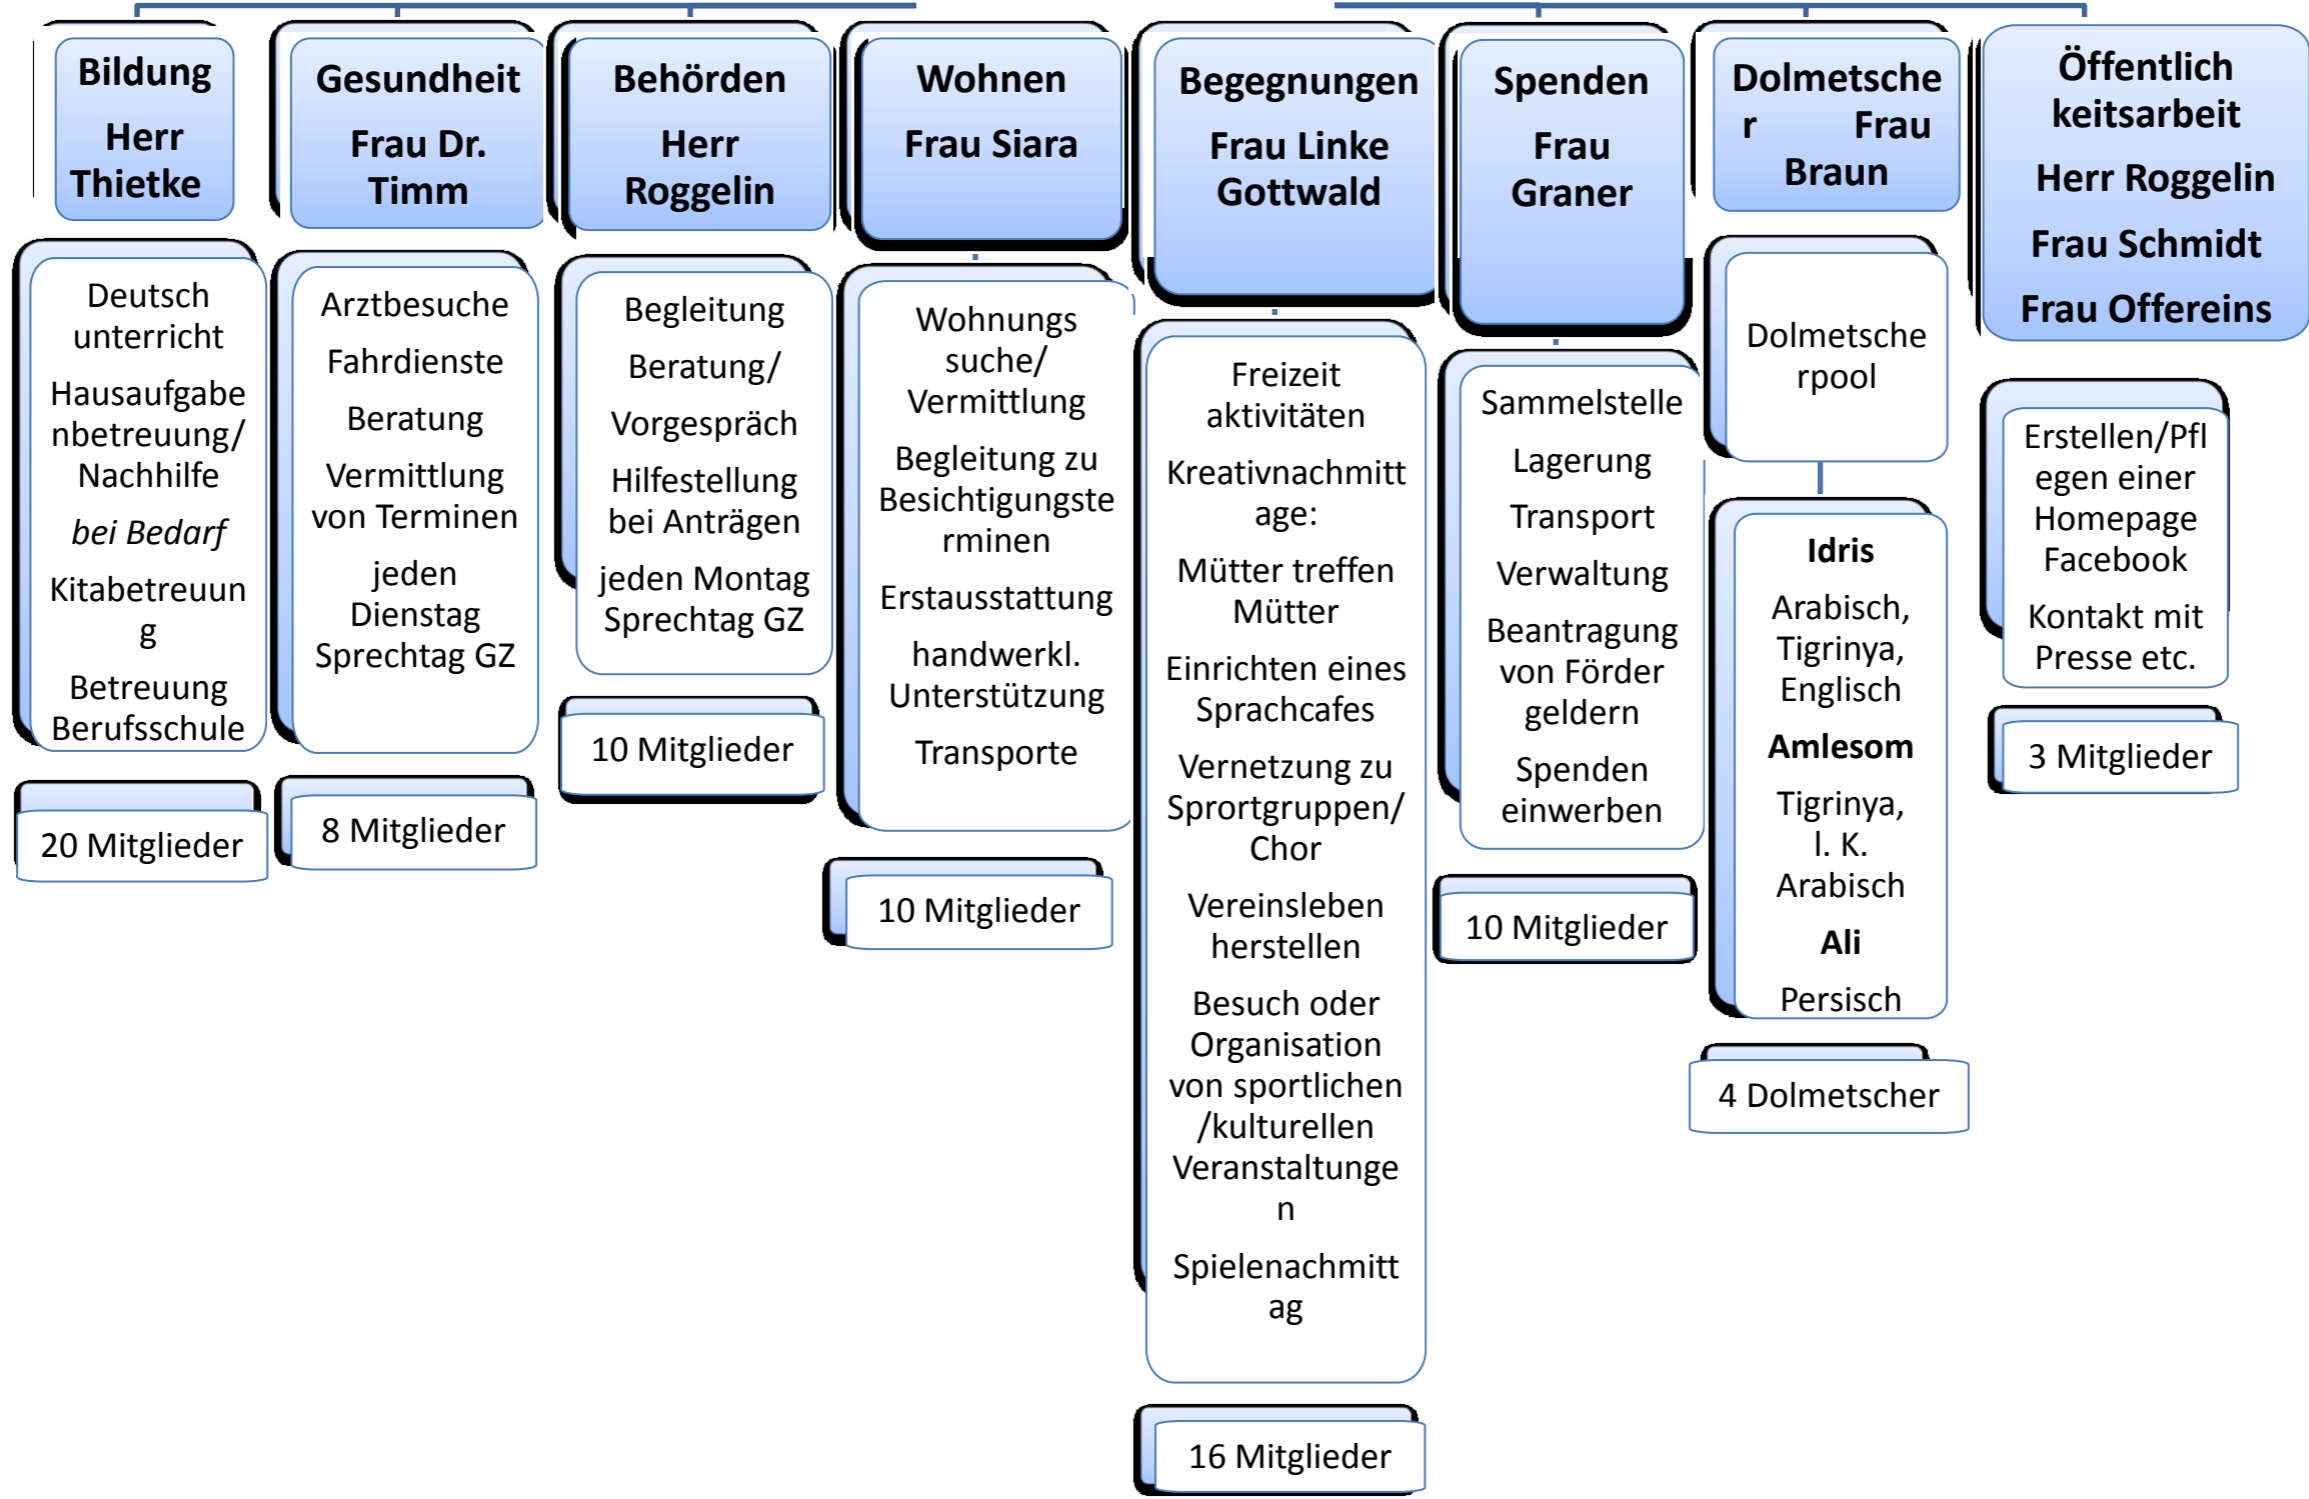 Bildung
Herr
Thietke
Deutsch
unterricht
Hausaufgabe
nbetreuung/
Nachhilfe
bei Bedarf
Kitabetreuun
g
Betreuung
Berufsschule
20 Mitglieder
Gesundheit
Frau Dr.
Timm
Arztbesuche
Fahrdienste
Beratung
Vermittlung
von Terminen
jeden
Dienstag
Sprechtag GZ
8 Mitglieder
Behörden
Herr
Roggelin
Begleitung
Beratung/
Vorgespräch
Hilfestellung
bei Anträgen
jeden Montag
Sprechtag GZ
10 Mitglieder
Wohnen
Frau Siara
Wohnungs
suche/
Vermittlung
Begleitung zu
Besichtigungste
rminen
Erstausstattung
handwerkl.
Unterstützung
Transporte
10 Mitglieder
Begegnungen
Frau Linke
Gottwald
Freizeit
aktivitäten
Kreativnachmitt
age:
Mütter treffen
Mütter
Einrichten eines
Sprachcafes
Vernetzung zu
Sprortgruppen/
Chor
Vereinsleben
herstellen
Besuch oder
Organisation
von sportlichen
/kulturellen
Veranstaltunge
n
Spielenachmitt
ag
16 Mitglieder
Spenden
Frau
Graner
Sammelstelle
Lagerung
Transport
Verwaltung
Beantragung
von Förder
geldern
Spenden
einwerben
10 Mitglieder
Dolmetsche
r Frau
Braun
Dolmetsche
rpool
Idris
Arabisch,
Tigrinya,
Englisch
Amlesom
Tigrinya,
l. K.
Arabisch
Ali
Persisch
4 Dolmetscher
Öffentlich
keitsarbeit
Herr Roggelin
Frau Schmidt
Frau Offereins
Erstellen/Pfl
egen einer
Homepage
Facebook
Kontakt mit
Presse etc.
3 Mitglieder